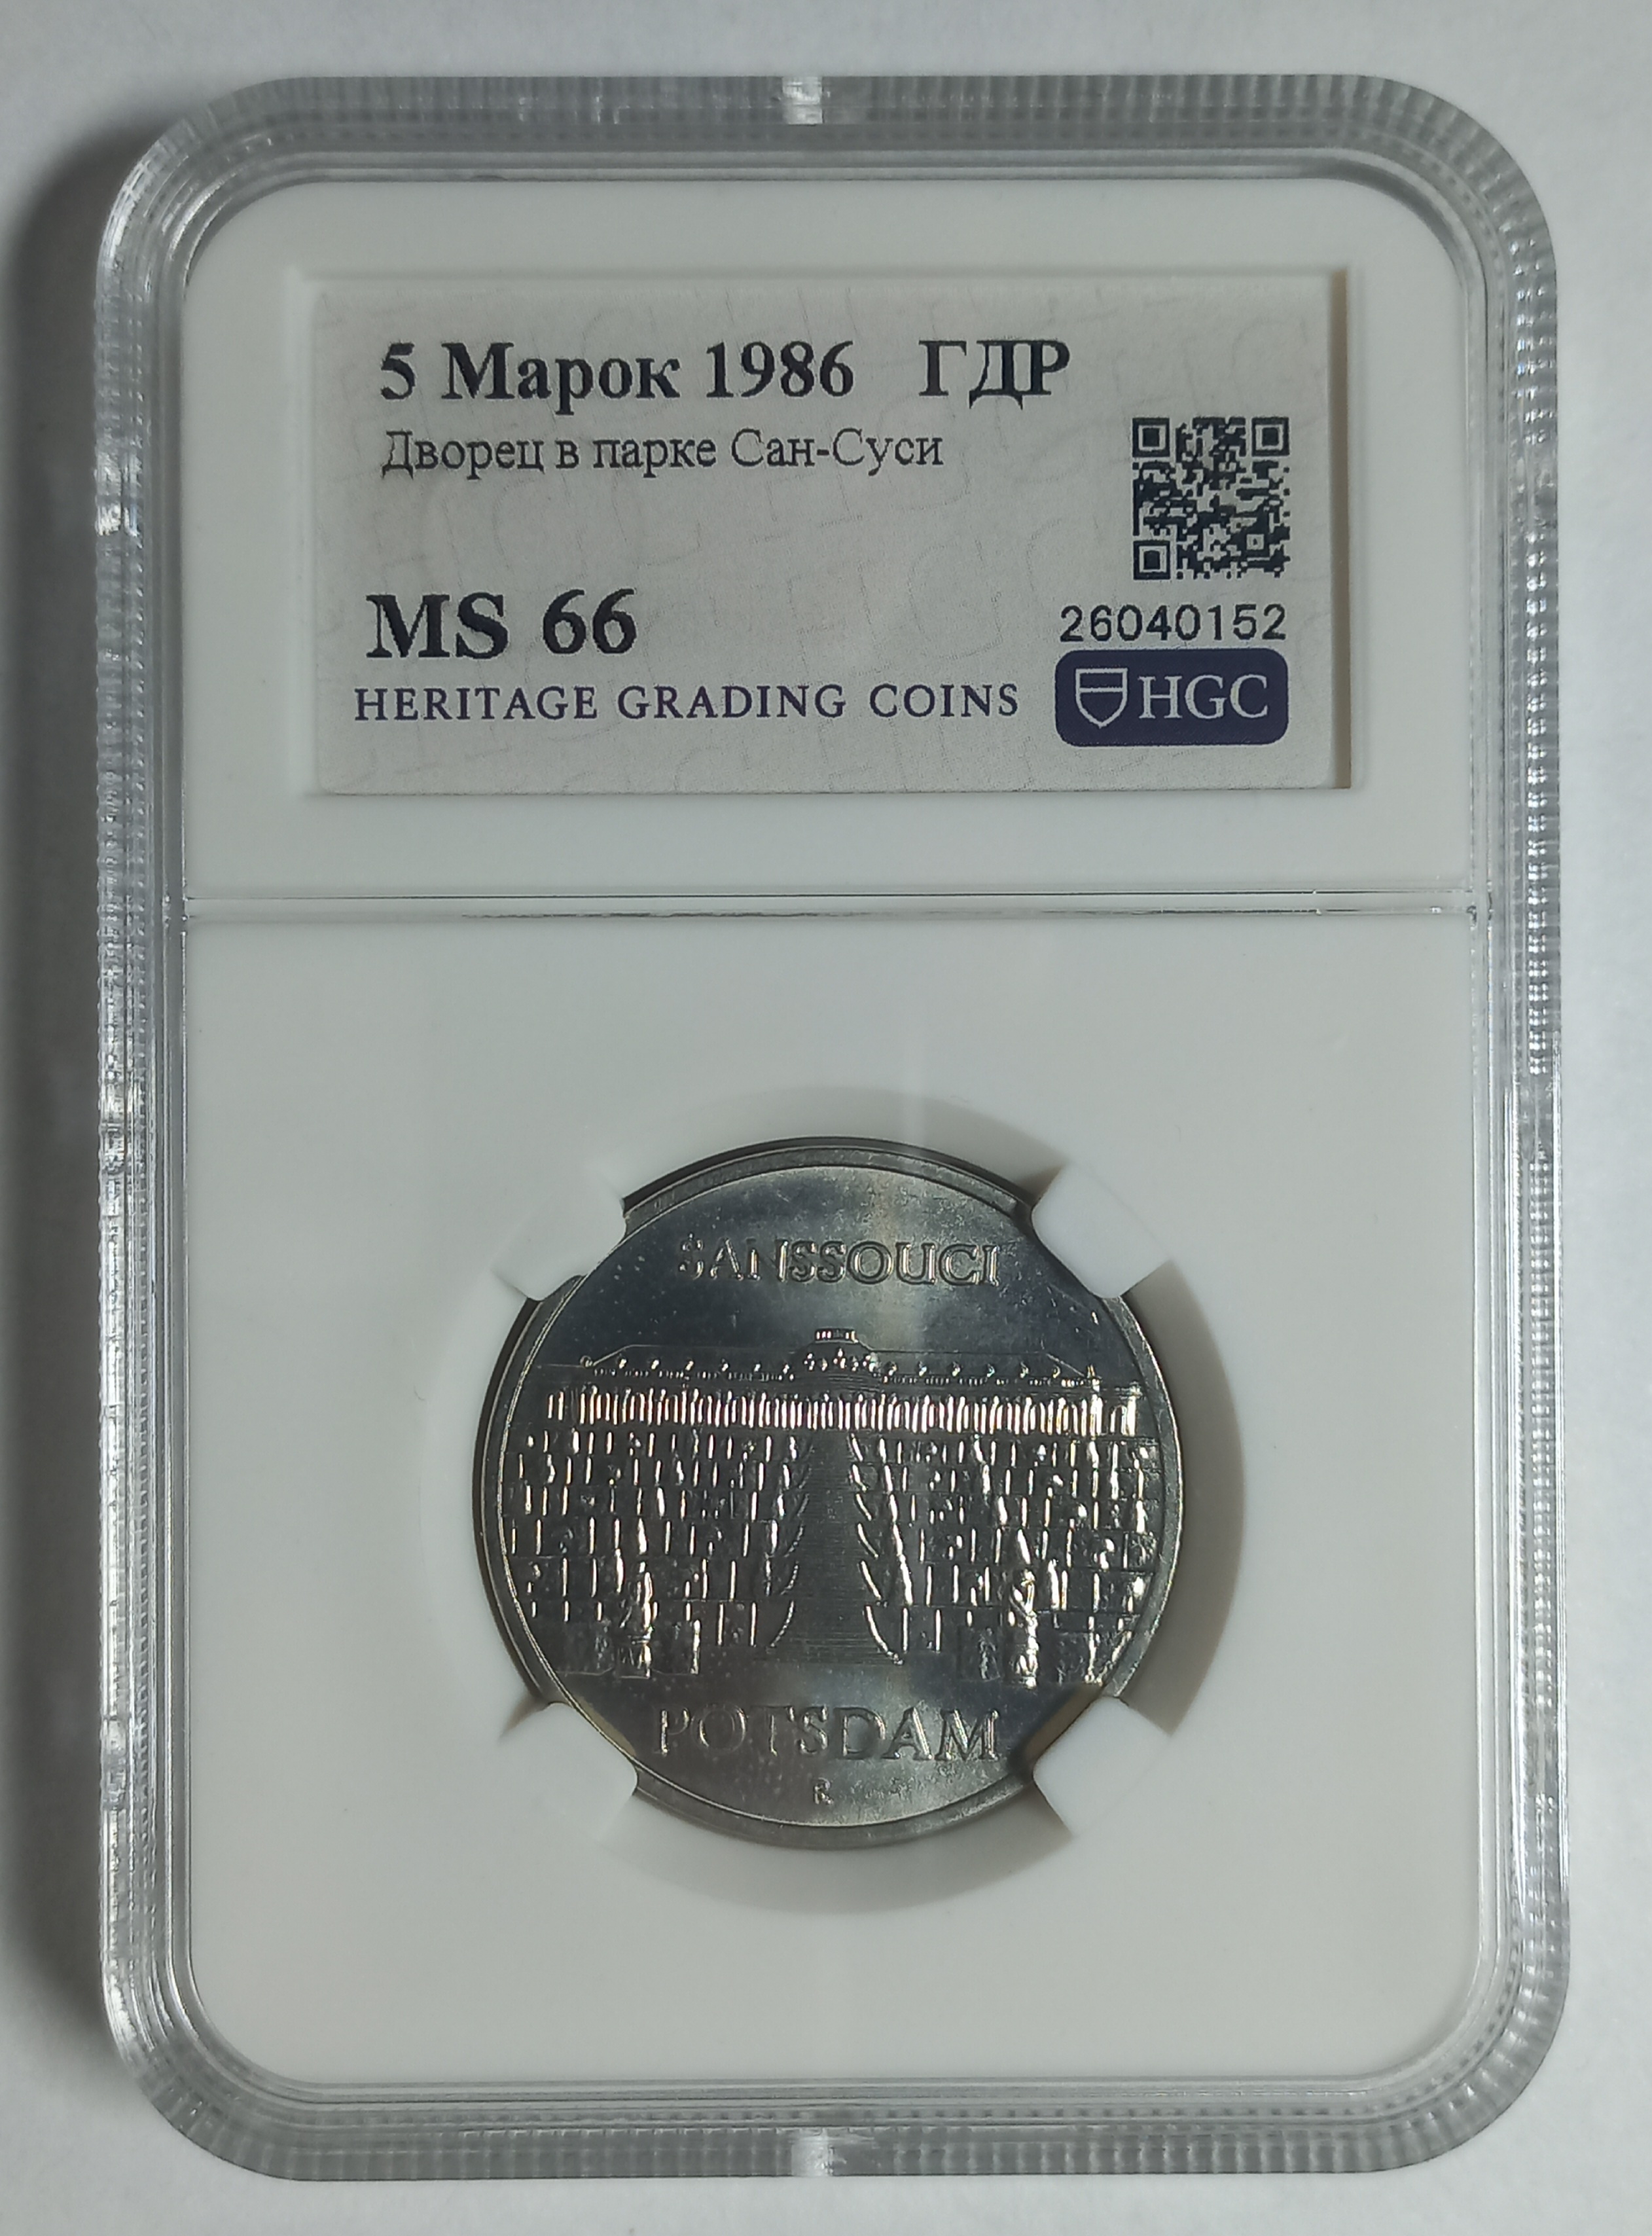 5 Марок 1986 ГДР
Дворец в парке Сан-Суси
MS 66
26040152
HERITAGE GRADING COINS
HGC
SANSSOUCI
POTSDAM
R